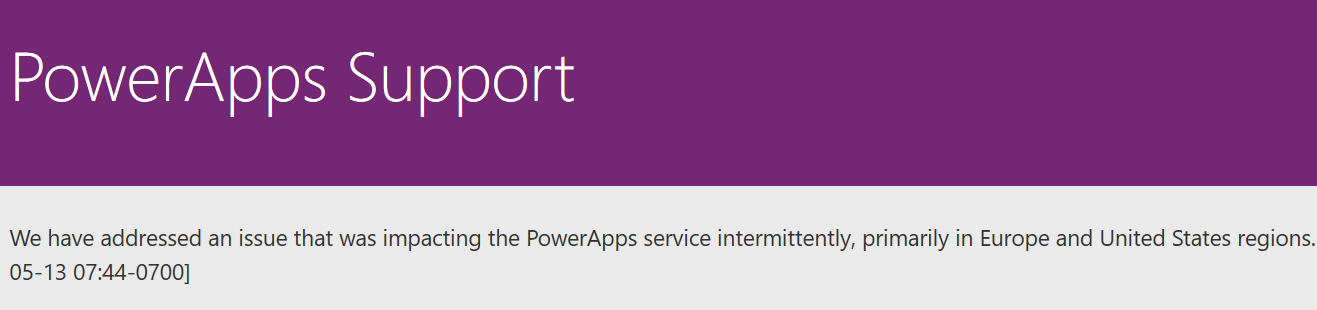 PowerApps Support
We have addressed an issue that was impacting the PowerApps service intermittently, primarily in Europe and United States regions.
05-13 07:44-0700]